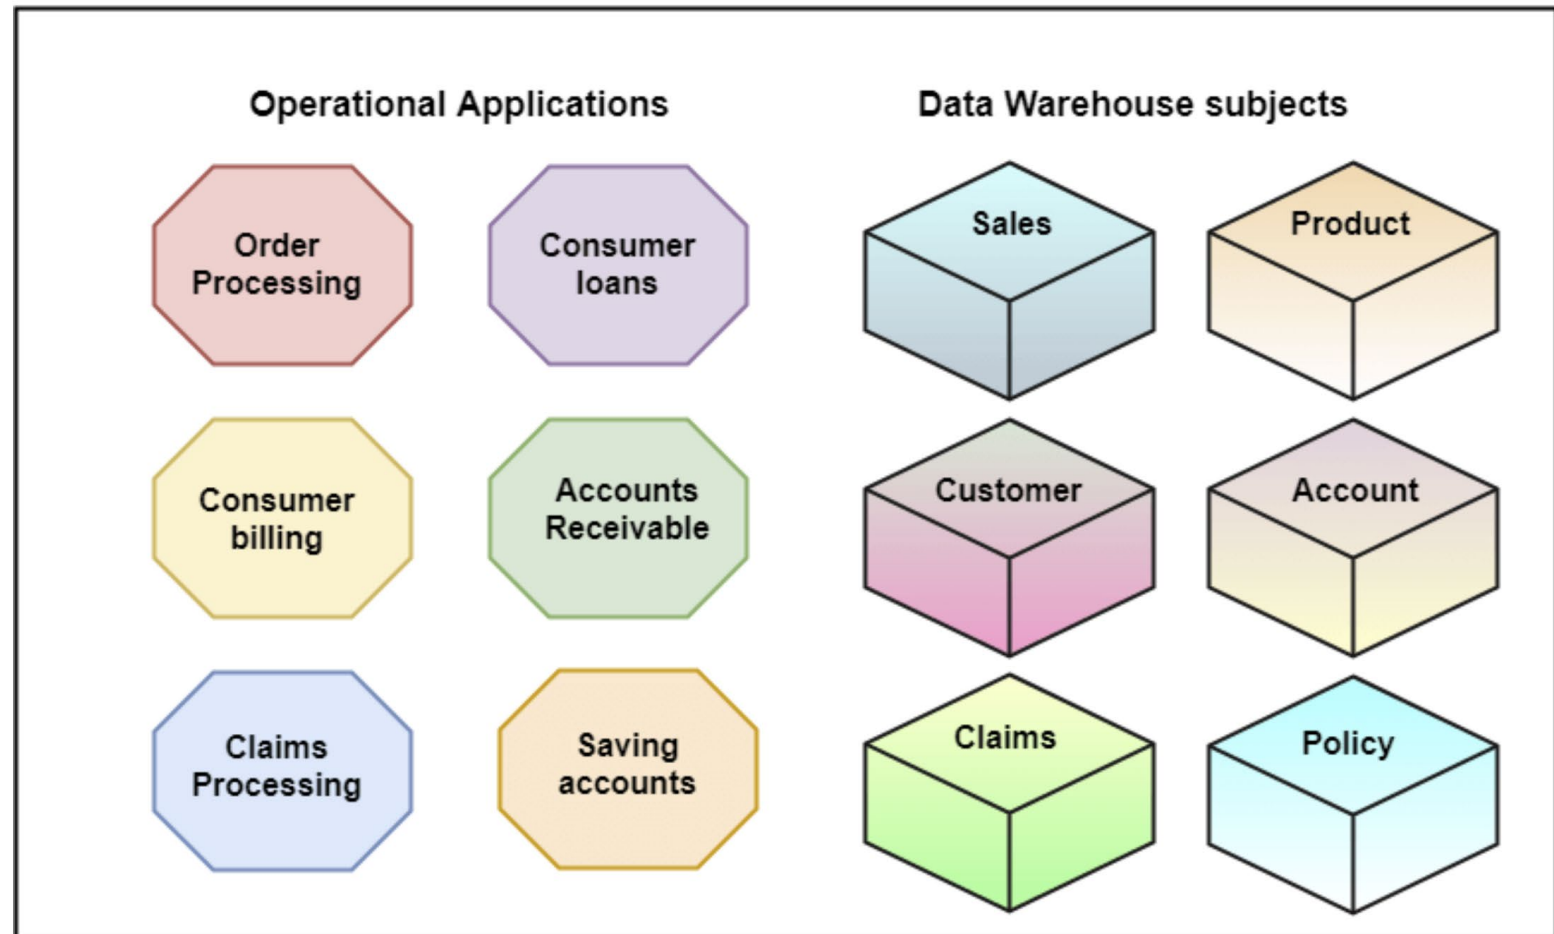 Operational Applications
Data Warehouse subjects
Order
Processing
Consumer
loans
Sales
Product
Consumer
billing
Accounts
Receivable
Customer
Account
Claims
Processing
Saving
accounts
Claims
Policy